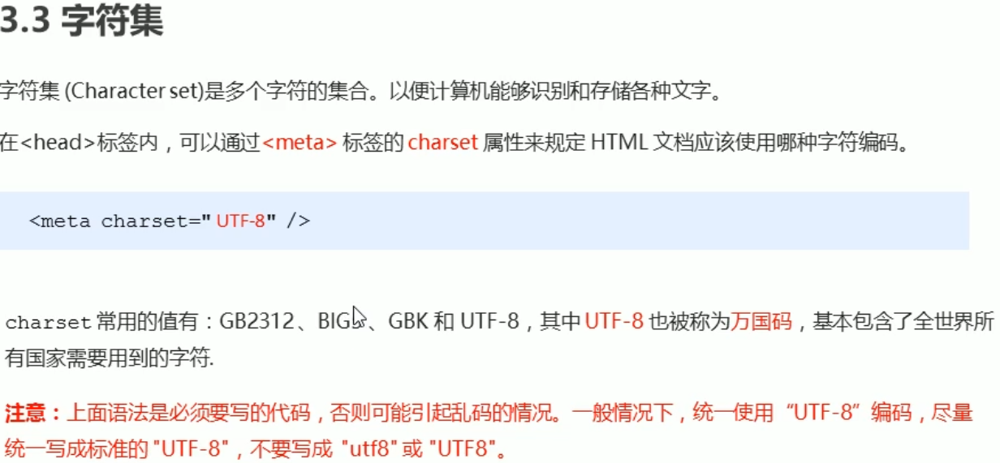 3.3 字符集
字符集 (Character set)是多个字符的集合。以便计算机能够识别和存储各种文字。
在<head>标签内，可以通过<meta> 标签的 charset 属性来规定 HTML 文档应该使用哪种字符编码。
<meta charset=" UTF-8" />
charset 常用的值有：GB2312、BIG、GBK 和 UTF-8，其中 UTF-8 也被称为万国码，基本包含了全世界所
有国家需要用到的字符.
注意：上面语法是必须要写的代码，否则可能引起乱码的情况。一般情况下，统一使用“UTF-8”编码，尽量
统一写成标准的 "UTF-8"，不要写成 "utf8" 或 "UTF8"。